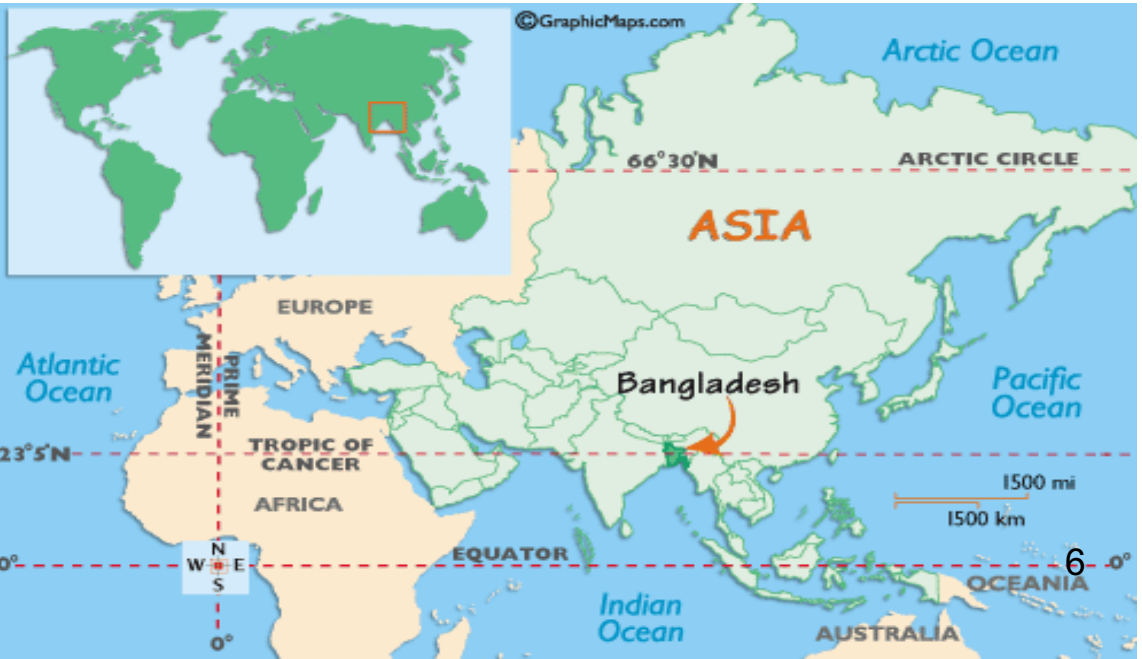 ©GraphicMaps.com
Arctic Ocean
66°30'N
ARCTIC CIRCLE
ASIA
EUROPE
Atlantic
Ocean
PRIME
MERIDIAN
Bangladesh
Pacific
Ocean
23°5'N
TROPIC OF
CANCER
AFRICA
1500 mi
1500 km
N
W E
S
0°
EQUATOR
6
0°
OCEANIA
Indian
Ocean
AUSTRALIA
0°